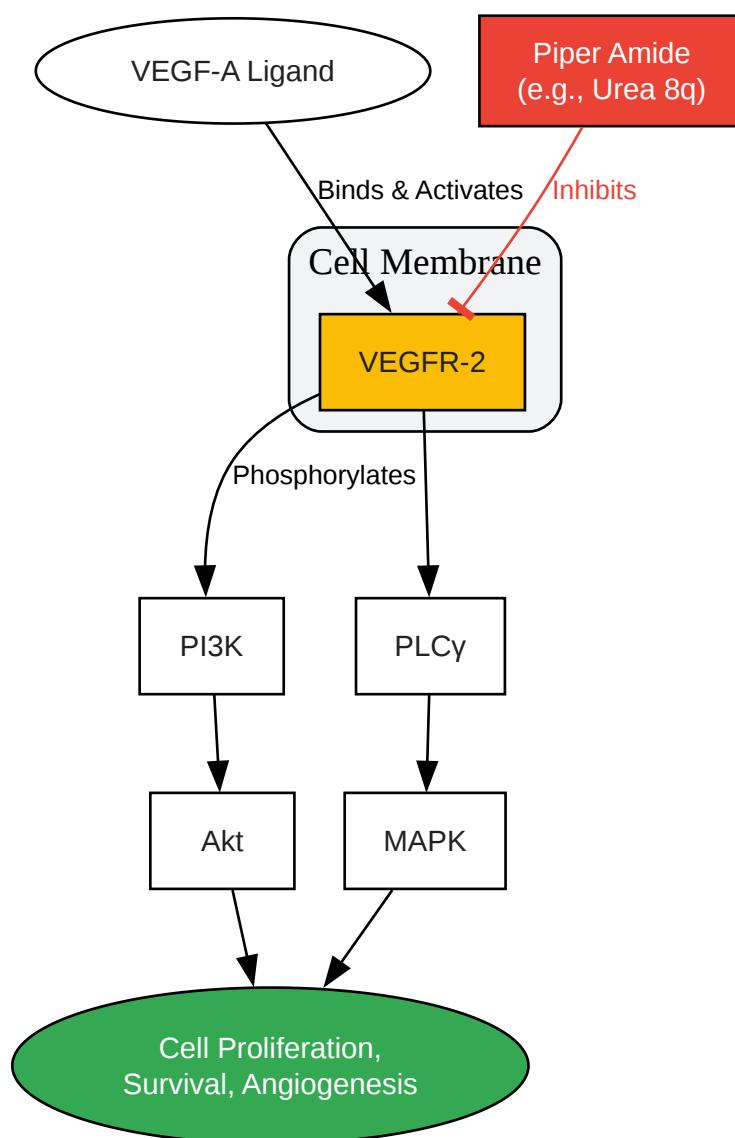 VEGF-A Ligand
Piper Amide
(e.g., Urea 8q)
Binds & Activates
Inhibits
Cell Membrane
VEGFR-2
Phosphorylates
PI3K
PLCγ
Akt
MAPK
Cell Proliferation,
Survival, Angiogenesis